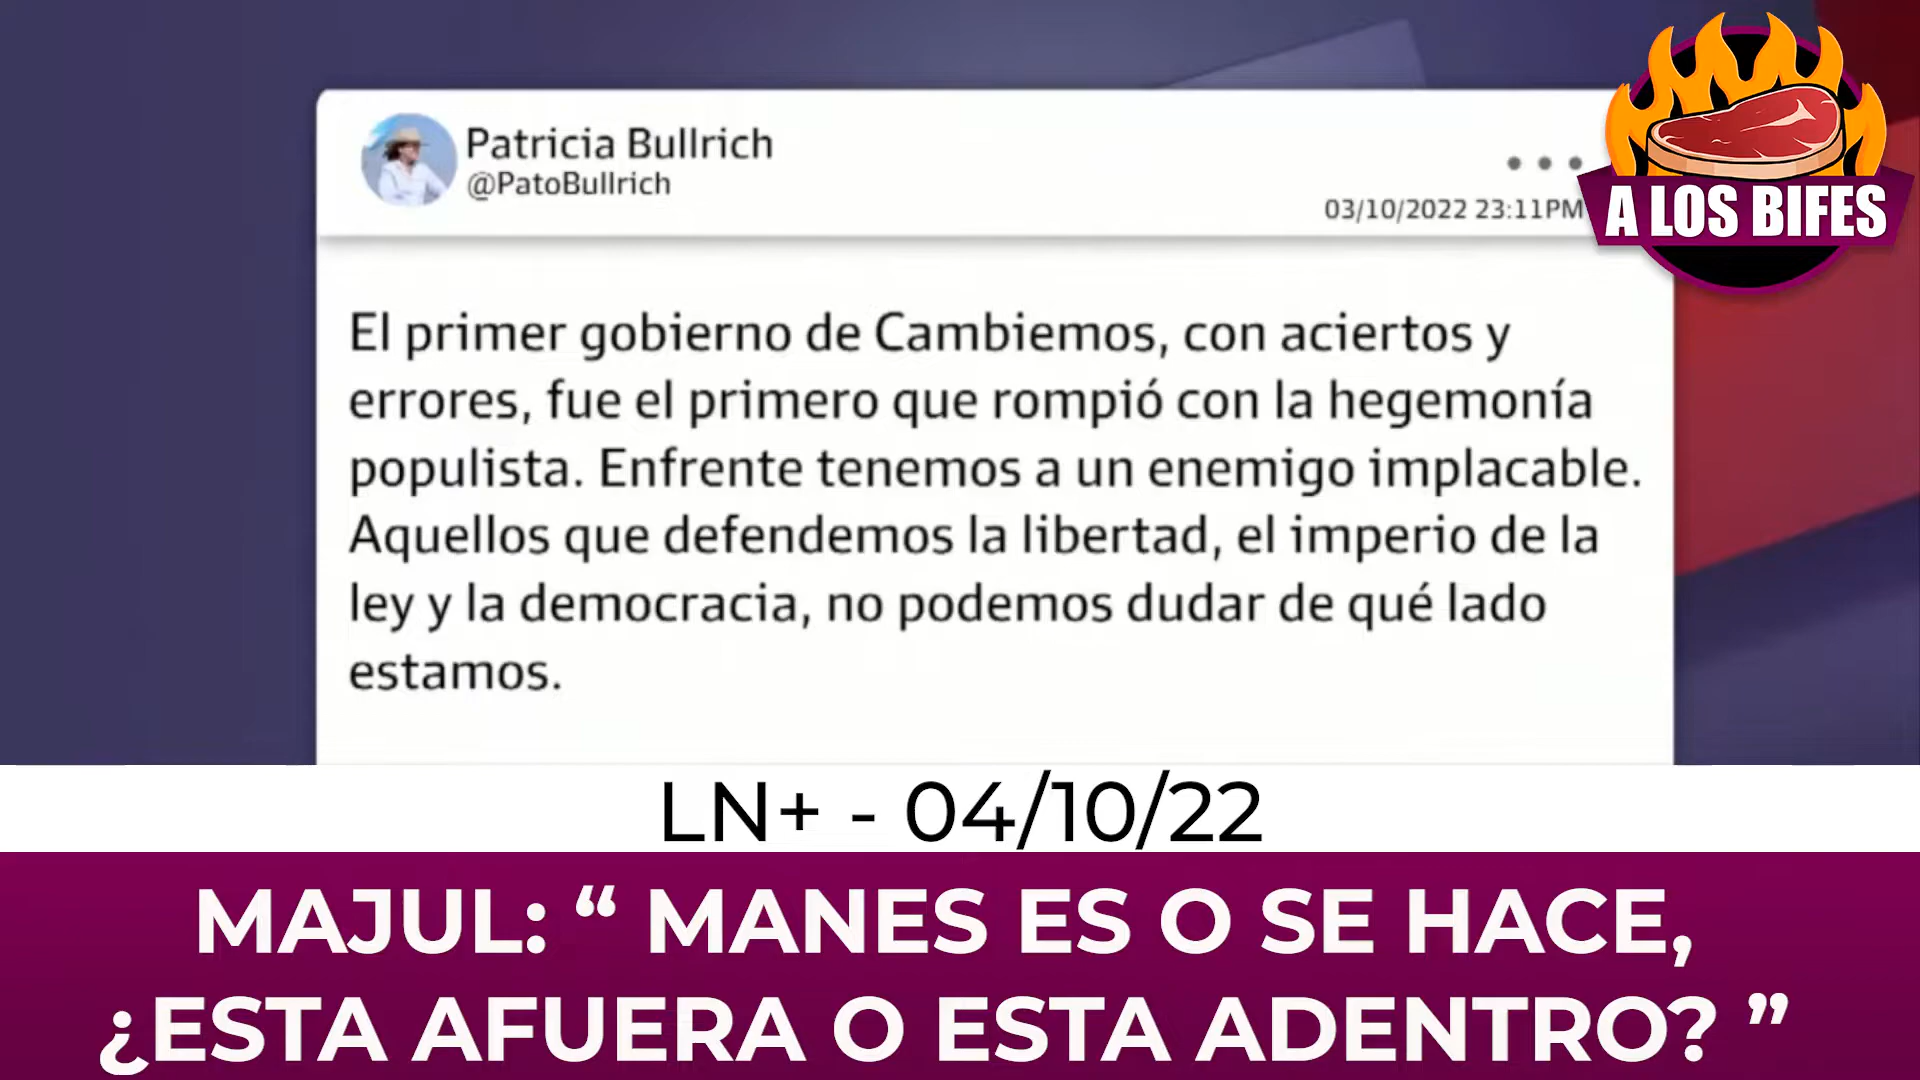 Patricia Bullrich
@PatoBullrich
03/10/2022 23:11PM
A LOS BIFES
El primer gobierno de Cambiemos, con aciertos y
errores, fue el primero que rompió con la hegemonía
populista. Enfrente tenemos a un enemigo implacable.
Aquellos que defendemos la libertad, el imperio de la
ley y la democracia, no podemos dudar de qué lado
estamos.
LN+ - 04/10/22
MAJUL: “ MANES ES O SE HACE,
¿ESTA AFUERA O ESTA ADENTRO? ”